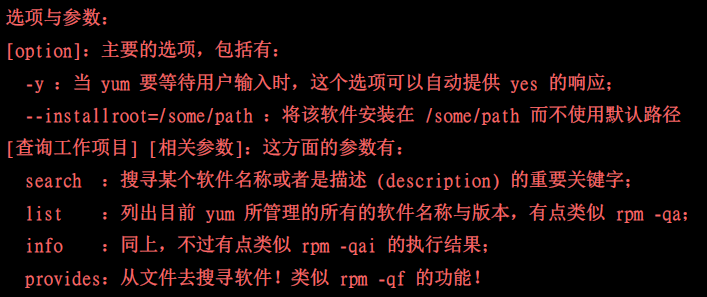 选项与参数：
[option]：主要的选项，包括有：
-y ：当 yum 要等待用户输入时，这个选项可以自动提供 yes 的响应；
--installroot=/some/path ：将该软件安装在 /some/path 而不使用默认路径
[查询工作项目] [相关参数]：这方面的参数有：
search ：搜寻某个软件名称或者是描述 (description) 的重要关键字；
list ：列出目前 yum 所管理的所有的软件名称与版本，有点类似 rpm -qa；
info ：同上，不过有点类似 rpm -qai 的执行结果；
provides：从文件去搜寻软件！类似 rpm -qf 的功能！